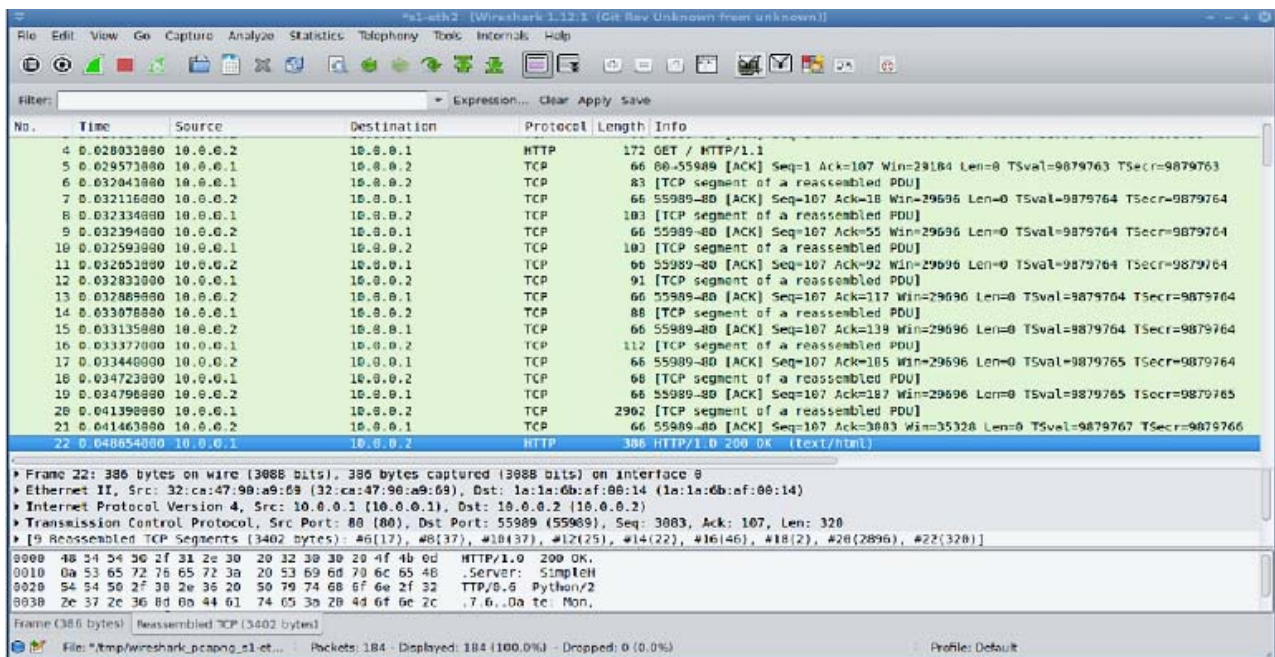 *s1-eth2 [Wireshark 1.12.1 (Git Rev Unknown from unknown)]
File Edit View Go Capture Analyze Statistics Telephony Tools Internals Help
Filter: Expression... Clear Apply Save
No. Time Source Destination Protocol Length Info
4 0.028031000 10.0.0.2 10.0.0.1 HTTP 172 GET / HTTP/1.1
5 0.029571000 10.0.0.1 10.0.0.2 TCP 66 80→55989 [ACK] Seq=1 Ack=107 Win=29184 Len=0 TSval=9879763 TSecr=9879763
6 0.032041000 10.0.0.1 10.0.0.2 TCP 83 [TCP segment of a reassembled PDU]
7 0.032116000 10.0.0.2 10.0.0.1 TCP 66 55989→80 [ACK] Seq=107 Ack=18 Win=29696 Len=0 TSval=9879764 TSecr=9879764
8 0.032334000 10.0.0.1 10.0.0.2 TCP 103 [TCP segment of a reassembled PDU]
9 0.032394000 10.0.0.2 10.0.0.1 TCP 66 55989→80 [ACK] Seq=107 Ack=55 Win=29696 Len=0 TSval=9879764 TSecr=9879764
10 0.032593000 10.0.0.1 10.0.0.2 TCP 103 [TCP segment of a reassembled PDU]
11 0.032651000 10.0.0.2 10.0.0.1 TCP 66 55989→80 [ACK] Seq=107 Ack=92 Win=29696 Len=0 TSval=9879764 TSecr=9879764
12 0.032831000 10.0.0.1 10.0.0.2 TCP 91 [TCP segment of a reassembled PDU]
13 0.032889000 10.0.0.2 10.0.0.1 TCP 66 55989→80 [ACK] Seq=107 Ack=117 Win=29696 Len=0 TSval=9879764 TSecr=9879764
14 0.033078000 10.0.0.1 10.0.0.2 TCP 88 [TCP segment of a reassembled PDU]
15 0.033135000 10.0.0.2 10.0.0.1 TCP 66 55989→80 [ACK] Seq=107 Ack=139 Win=29696 Len=0 TSval=9879764 TSecr=9879764
16 0.033377000 10.0.0.1 10.0.0.2 TCP 112 [TCP segment of a reassembled PDU]
17 0.033440000 10.0.0.2 10.0.0.1 TCP 66 55989→80 [ACK] Seq=107 Ack=185 Win=29696 Len=0 TSval=9879765 TSecr=9879764
18 0.034723000 10.0.0.1 10.0.0.2 TCP 68 [TCP segment of a reassembled PDU]
19 0.034796000 10.0.0.2 10.0.0.1 TCP 66 55989→80 [ACK] Seq=107 Ack=187 Win=29696 Len=0 TSval=9879765 TSecr=9879765
20 0.041390000 10.0.0.1 10.0.0.2 TCP 2962 [TCP segment of a reassembled PDU]
21 0.041463000 10.0.0.2 10.0.0.1 TCP 66 55989→80 [ACK] Seq=107 Ack=3083 Win=35328 Len=0 TSval=9879767 TSecr=9879766
22 0.048654000 10.0.0.1 10.0.0.2 HTTP 386 HTTP/1.0 200 OK (text/html)
Frame 22: 386 bytes on wire (3088 bits), 386 bytes captured (3088 bits) on interface 0
Ethernet II, Src: 32:ca:47:90:a9:69 (32:ca:47:90:a9:69), Dst: 1a:1a:6b:af:00:14 (1a:1a:6b:af:00:14)
Internet Protocol Version 4, Src: 10.0.0.1 (10.0.0.1), Dst: 10.0.0.2 (10.0.0.2)
Transmission Control Protocol, Src Port: 80 (80), Dst Port: 55989 (55989), Seq: 3083, Ack: 107, Len: 320
[9 Reassembled TCP Segments (3402 bytes): #6(17), #8(37), #10(37), #12(25), #14(22), #16(46), #18(2), #20(2896), #22(320)]
0000 48 54 54 50 2f 31 2e 30 20 32 30 30 20 4f 4b 0d HTTP/1.0 200 OK.
0010 0a 53 65 72 76 65 72 3a 20 53 69 6d 70 6c 65 48 .Server: SimpleH
0020 54 54 50 2f 30 2e 36 20 50 79 74 68 6f 6e 2f 32 TTP/0.6 Python/2
0030 2e 37 2e 36 0d 0a 44 61 74 65 3a 20 4d 6f 6e 2c .7.6..Da te: Mon,
Frame (386 bytes) Reassembled TCP (3402 bytes)
File: "/tmp/wireshark_pcapng_s1-et... Packets: 184 · Displayed: 184 (100.0%) · Dropped: 0 (0.0%) Profile: Default